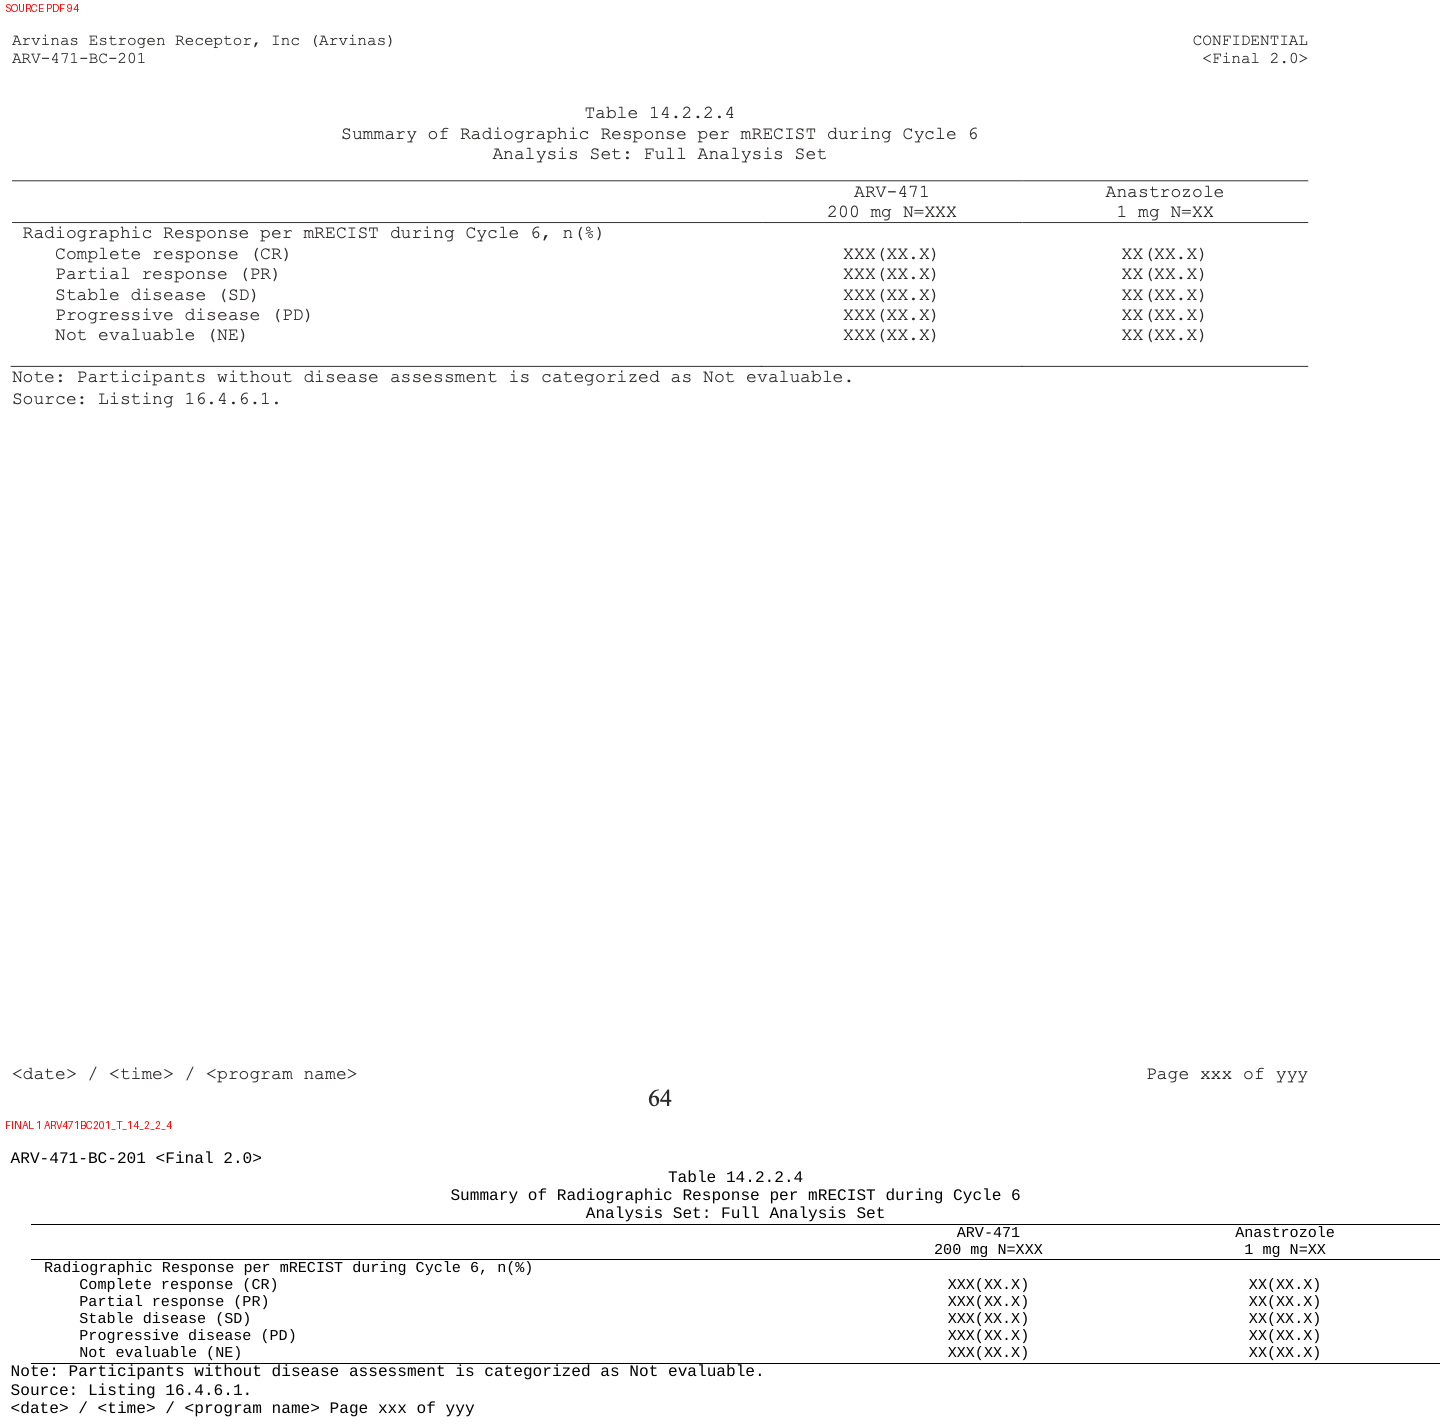 SOURCE PDF 94
Arvinas Estrogen Receptor, Inc (Arvinas) CONFIDENTIAL
ARV-471-BC-201 <Final 2.0>
Table 14.2.2.4
Summary of Radiographic Response per mRECIST during Cycle 6
Analysis Set: Full Analysis Set
ARV-471 Anastrozole
200 mg N=XXX 1 mg N=XX
Radiographic Response per mRECIST during Cycle 6, n(%)
Complete response (CR) XXX(XX.X) XX(XX.X)
Partial response (PR) XXX(XX.X) XX(XX.X)
Stable disease (SD) XXX(XX.X) XX(XX.X)
Progressive disease (PD) XXX(XX.X) XX(XX.X)
Not evaluable (NE) XXX(XX.X) XX(XX.X)
Note: Participants without disease assessment is categorized as Not evaluable.
Source: Listing 16.4.6.1.
<date> / <time> / <program name> Page xxx of yyy
64
FINAL 1 ARV471BC201_T_14_2_2_4
ARV-471-BC-201 <Final 2.0>
Table 14.2.2.4
Summary of Radiographic Response per mRECIST during Cycle 6
Analysis Set: Full Analysis Set
ARV-471 Anastrozole
200 mg N=XXX 1 mg N=XX
Radiographic Response per mRECIST during Cycle 6, n(%)
Complete response (CR) XXX(XX.X) XX(XX.X)
Partial response (PR) XXX(XX.X) XX(XX.X)
Stable disease (SD) XXX(XX.X) XX(XX.X)
Progressive disease (PD) XXX(XX.X) XX(XX.X)
Not evaluable (NE) XXX(XX.X) XX(XX.X)
Note: Participants without disease assessment is categorized as Not evaluable.
Source: Listing 16.4.6.1.
<date> / <time> / <program name> Page xxx of yyy